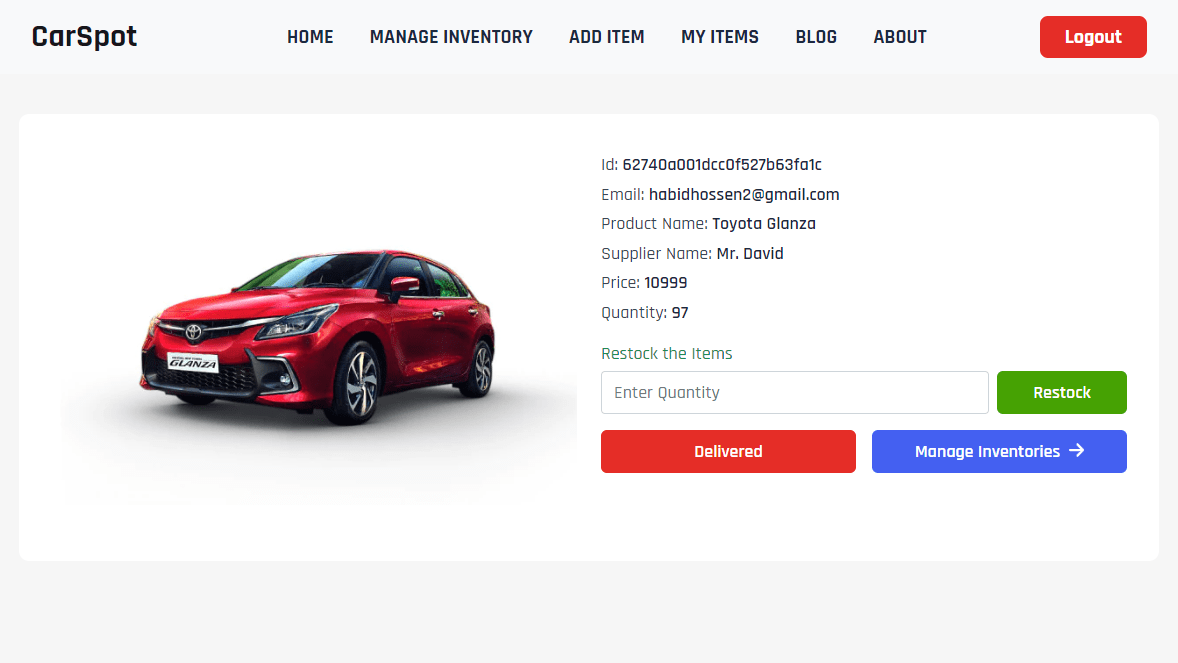 CarSpot
HOME
MANAGE INVENTORY
ADD ITEM
MY ITEMS
BLOG
ABOUT
Logout
GLANZA
Id: 62740a001dcc0f527b63fa1c
Email: habidhossen2@gmail.com
Product Name: Toyota Glanza
Supplier Name: Mr. David
Price: 10999
Quantity: 97
Restock the Items
Enter Quantity
Restock
Delivered
Manage Inventories →